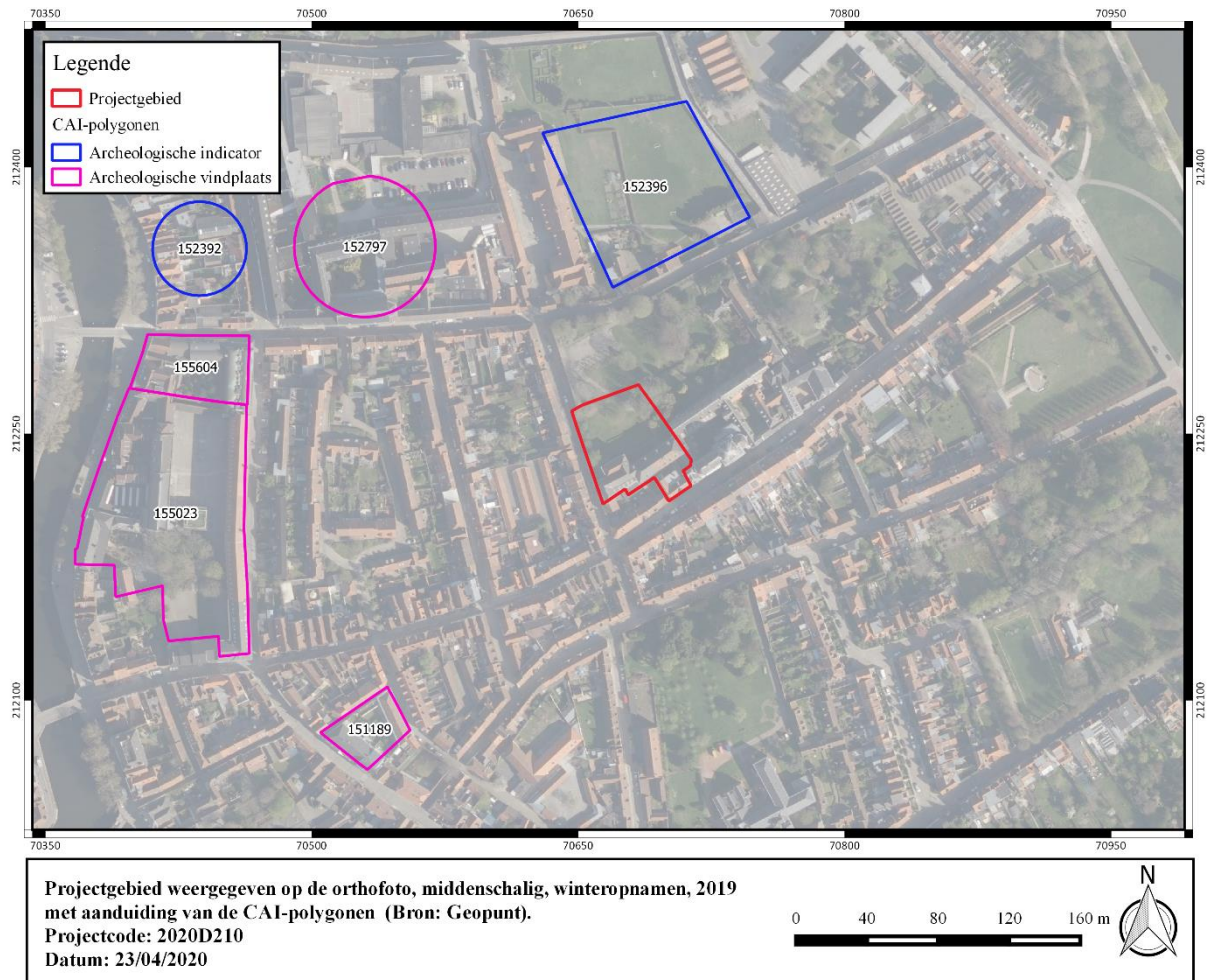 70350 70500 70650 70800 70950
Legende
Projectgebied
CAI-polygonen
Archeologische indicator
Archeologische vindplaats
212400
212400
152396
152392
152797
155604
212250
212250
155023
212100
212100
151189
70350 70500 70650 70800 70950
Projectgebied weergegeven op de orthofoto, middenschalig, winteropnamen, 2019
met aanduiding van de CAI-polygonen (Bron: Geopunt).
Projectcode: 2020D210
Datum: 23/04/2020
0 40 80 120 160 m
N